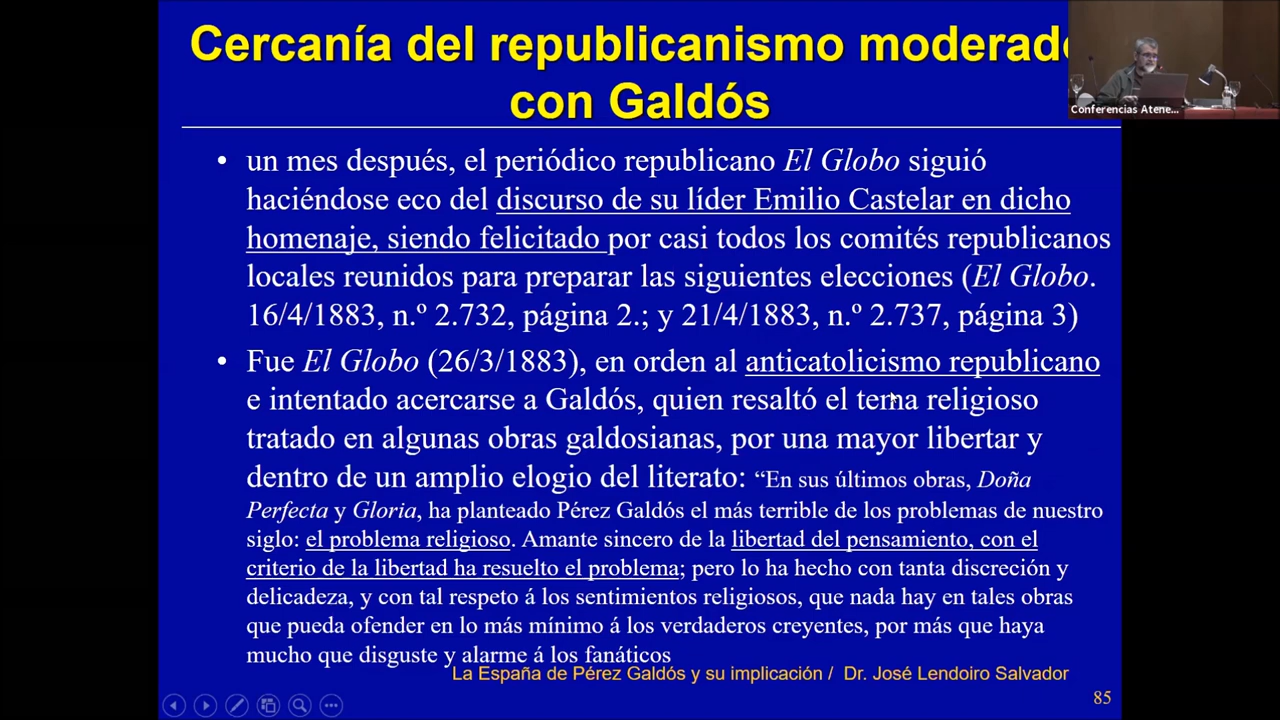 Cercanía del republicanismo moderado
con Galdós
Conferencias Atene...
• un mes después, el periódico republicano El Globo siguió
haciéndose eco del discurso de su líder Emilio Castelar en dicho
homenaje, siendo felicitado por casi todos los comités republicanos
locales reunidos para preparar las siguientes elecciones (El Globo.
16/4/1883, n.º 2.732, página 2.; y 21/4/1883, n.º 2.737, página 3)
• Fue El Globo (26/3/1883), en orden al anticatolicismo republicano
e intentado acercarse a Galdós, quien resaltó el tema religioso
tratado en algunas obras galdosianas, por una mayor libertar y
dentro de un amplio elogio del literato: “En sus últimos obras, Doña
Perfecta y Gloria, ha planteado Pérez Galdós el más terrible de los problemas de nuestro
siglo: el problema religioso. Amante sincero de la libertad del pensamiento, con el
criterio de la libertad ha resuelto el problema; pero lo ha hecho con tanta discreción y
delicadeza, y con tal respeto á los sentimientos religiosos, que nada hay en tales obras
que pueda ofender en lo más mínimo á los verdaderos creyentes, por más que haya
mucho que disguste y alarme á los fanáticos
La España de Pérez Galdós y su implicación / Dr. José Lendoiro Salvador
85